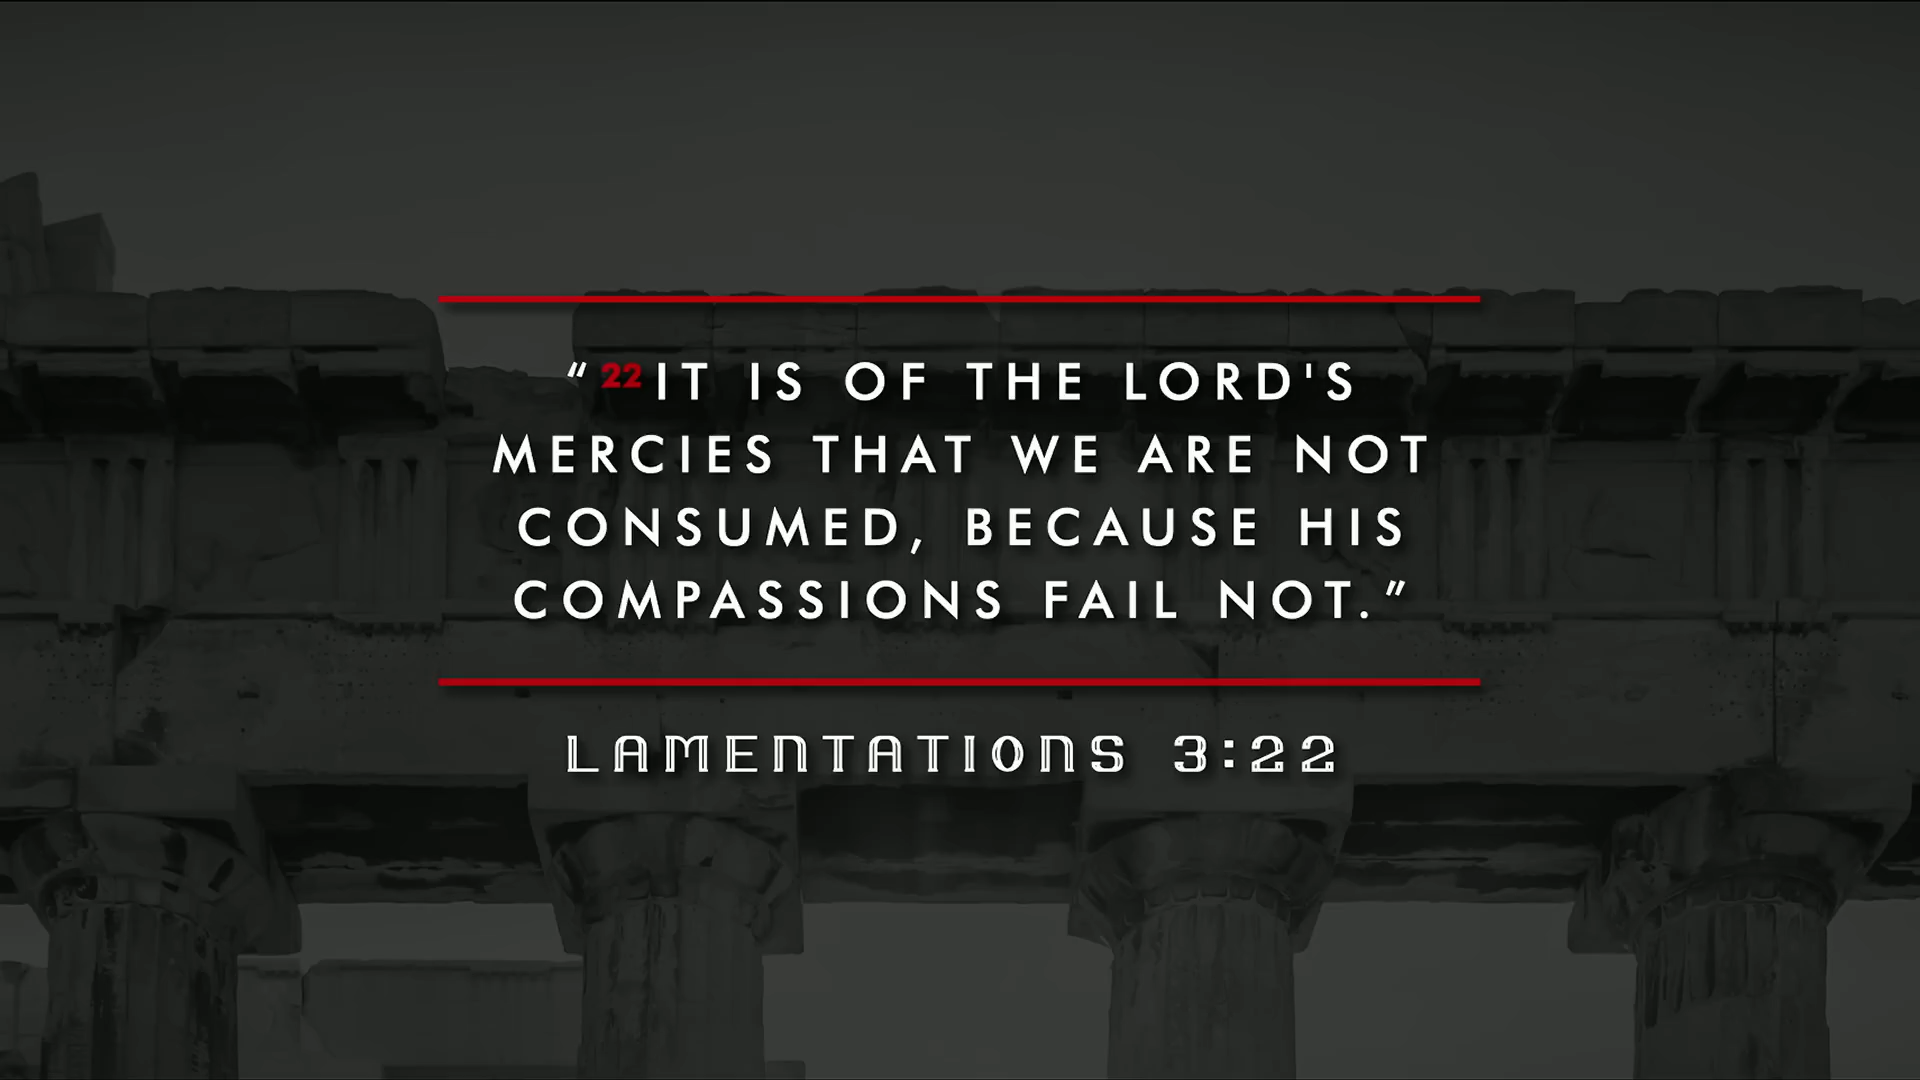 “22IT IS OF THE LORD'S
MERCIES THAT WE ARE NOT
CONSUMED, BECAUSE HIS
COMPASSIONS FAIL NOT.”
LAMENTATIONS 3:22